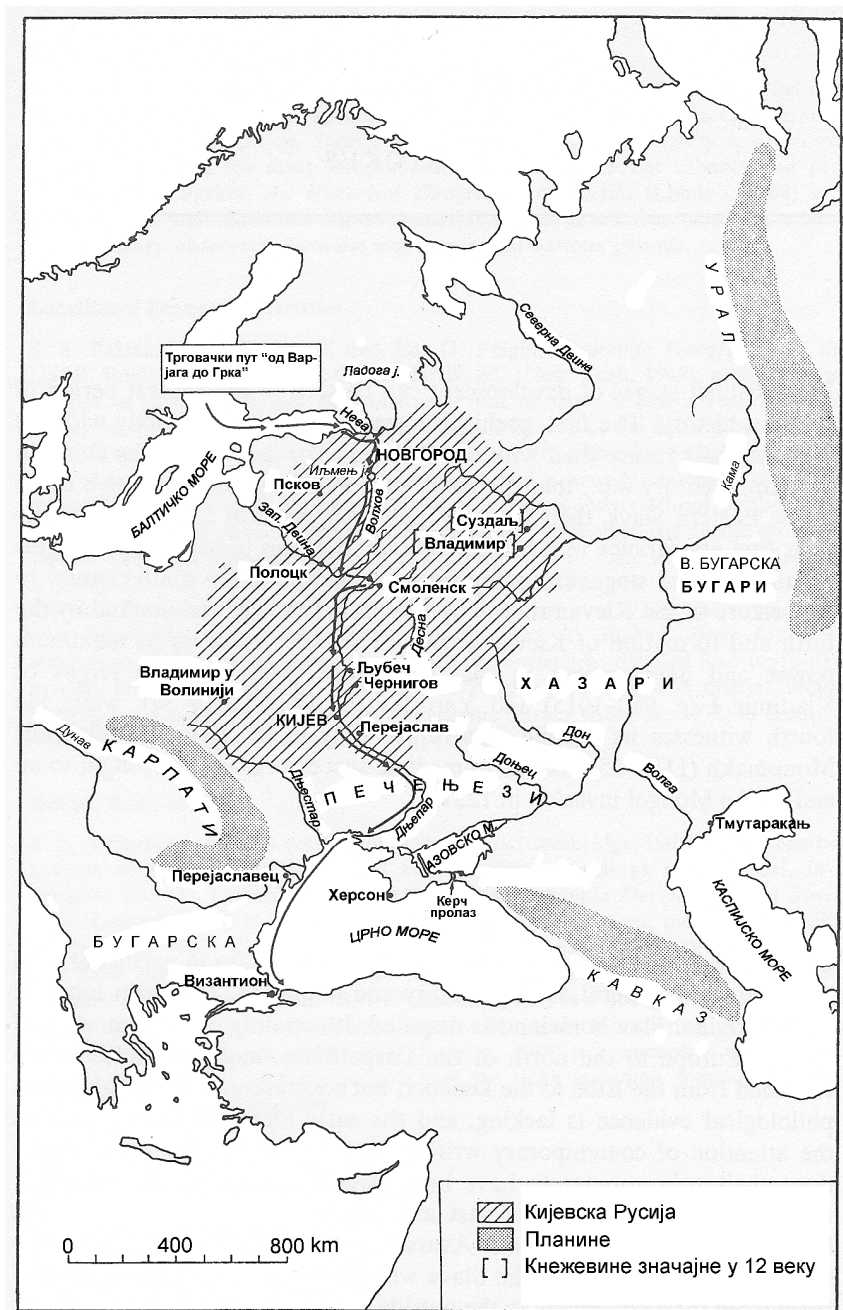 УРАЛ
Северна Двина
Трговачки пут “од Вар-
јага до Грка”
Ладога ј.
Нева
НОВГОРОД
Иљмењ ј.
Псков
БАЛТИЧКО МОРЕ
Волхов
Кама
Зап. Двина
Суздаљ
Владимир
Полоцк
Смоленск
В. БУГАРСКА
БУГАРИ
Десна
Љубеч
Чернигов
Владимир у
Волинији
ХАЗАРИ
КИЈЕВ
Перејаслав
Дон
Дунав
КАРПАТИ
Доњец
Волга
ПЕЧЕЊЕЗИ
Дњестар
Дњепар
Тмутаракањ
АЗОВСКО М.
Перејаславец
Херсон
Керч
пролаз
КАСПИЈСКО МОРЕ
ЦРНО МОРЕ
БУГАРСКА
Византион
КАВКАЗ
0 400 800 km
Кијевска Русија
Планине
Кнежевине значајне у 12 веку